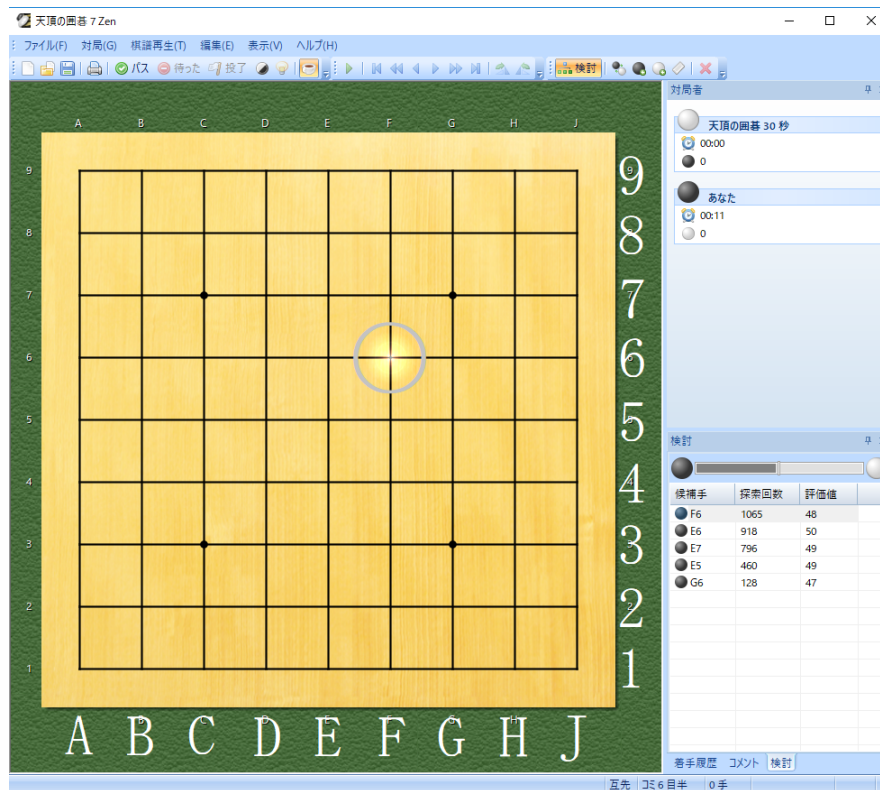 天頂の囲碁 7 Zen
ファイル(F) 対局(G) 棋譜再生(T) 編集(E) 表示(V) ヘルプ(H)
パス 待った 投了 検討
対局者
天頂の囲碁 30 秒
00:00
0
あなた
00:11
0
A B C D E F G H J
9 9
8 8
7 7
6 6
5 5
4 4
3 3
2 2
1 1
A B C D E F G H J
検討
候補手 探索回数 評価値
F6 1065 48
E6 918 50
E7 796 49
E5 460 49
G6 128 47
着手履歴 コメント 検討
互先 コミ6目半 0手